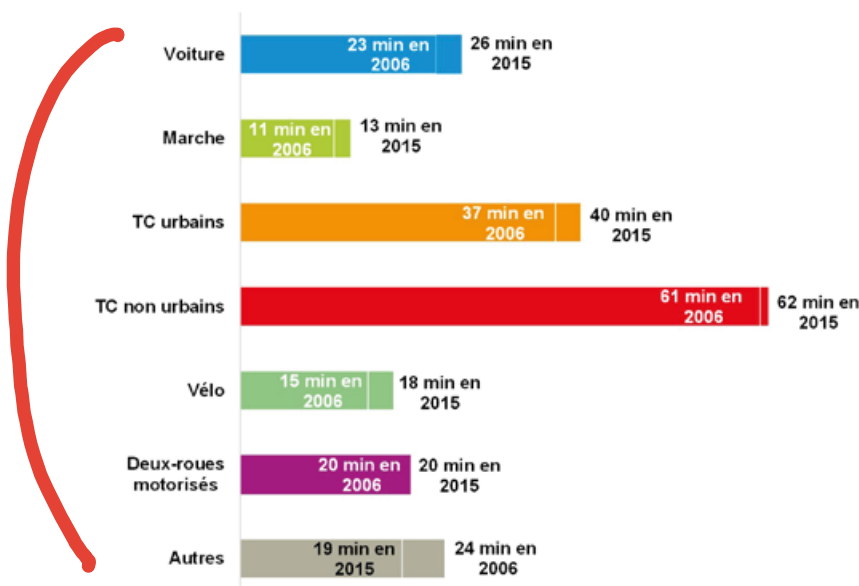 Voiture
23 min en
2006
26 min en
2015
Marche
11 min en
2006
13 min en
2015
TC urbains
37 min en
2006
40 min en
2015
TC non urbains
61 min en
2006
62 min en
2015
Vélo
15 min en
2006
18 min en
2015
Deux-roues
motorisés
20 min en
2006
20 min en
2015
Autres
19 min en
2015
24 min en
2006